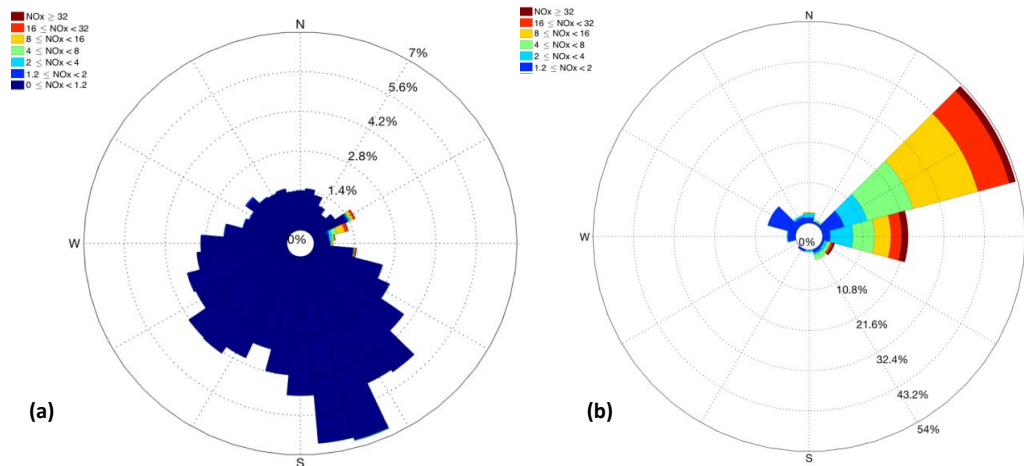 NOx ≥ 32
16 ≤ NOx < 32
8 ≤ NOx < 16
4 ≤ NOx < 8
2 ≤ NOx < 4
1.2 ≤ NOx < 2
0 ≤ NOx < 1.2
N
7%
5.6%
4.2%
2.8%
1.4%
0%
W
S
(a)
NOx ≥ 32
16 ≤ NOx < 32
8 ≤ NOx < 16
4 ≤ NOx < 8
2 ≤ NOx < 4
1.2 ≤ NOx < 2
N
W
0%
10.8%
21.6%
32.4%
43.2%
54%
S
(b)